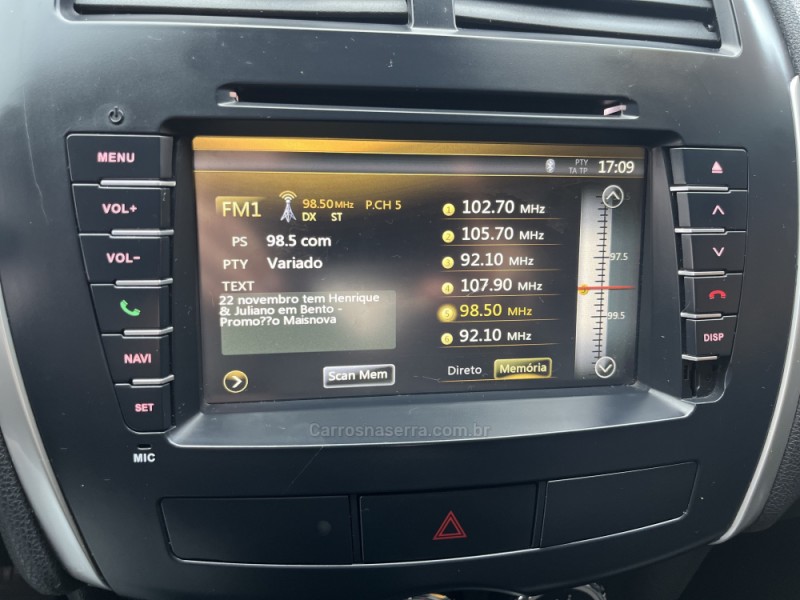 MENU
VOL+
VOL-
NAVI
SET
MIC
PTY
TA TP
17:09
FM1
98.50 MHz
P.CH 5
DX ST
PS 98.5 com
PTY Variado
TEXT
22 novembro tem Henrique
& Juliano em Bento -
Promo??o Maisnova
Scan Mem
1 102.70 MHz
2 105.70 MHz
3 92.10 MHz
4 107.90 MHz
5 98.50 MHz
6 92.10 MHz
Direto
Memória
97.5
99.5
DISP
Carrosnaserra.com.br